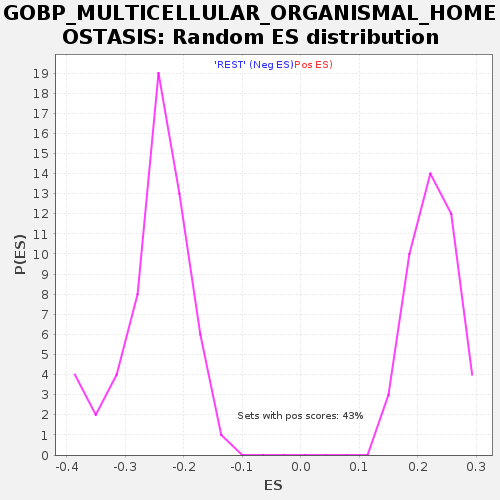 GOBP_MULTICELLULAR_ORGANISMAL_HOME
OSTASIS: Random ES distribution
'REST' (Neg ES)Pos ES)
19
18
17
16
15
14
13
12
11
10
9
8
7
6
5
4
3
2
1
0
P(ES)
Sets with pos scores: 43%
-0.4 -0.3 -0.2 -0.1 0.0 0.1 0.2 0.3
ES